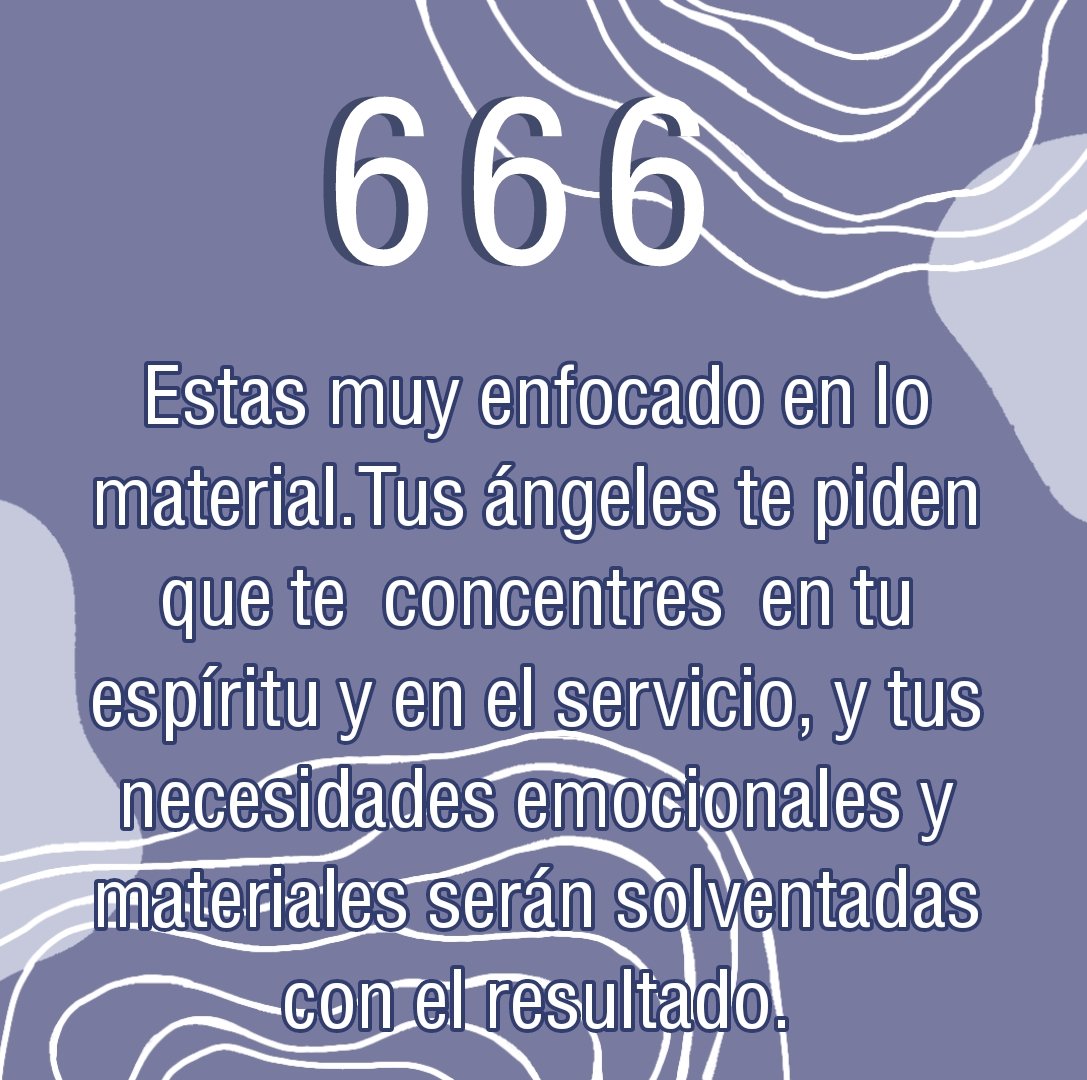 666
Estas muy enfocado en lo
material.Tus ángeles te piden
que te  concentres  en tu
espíritu y en el servicio, y tus
necesidades emocionales y
materiales serán solventadas
con el resultado.